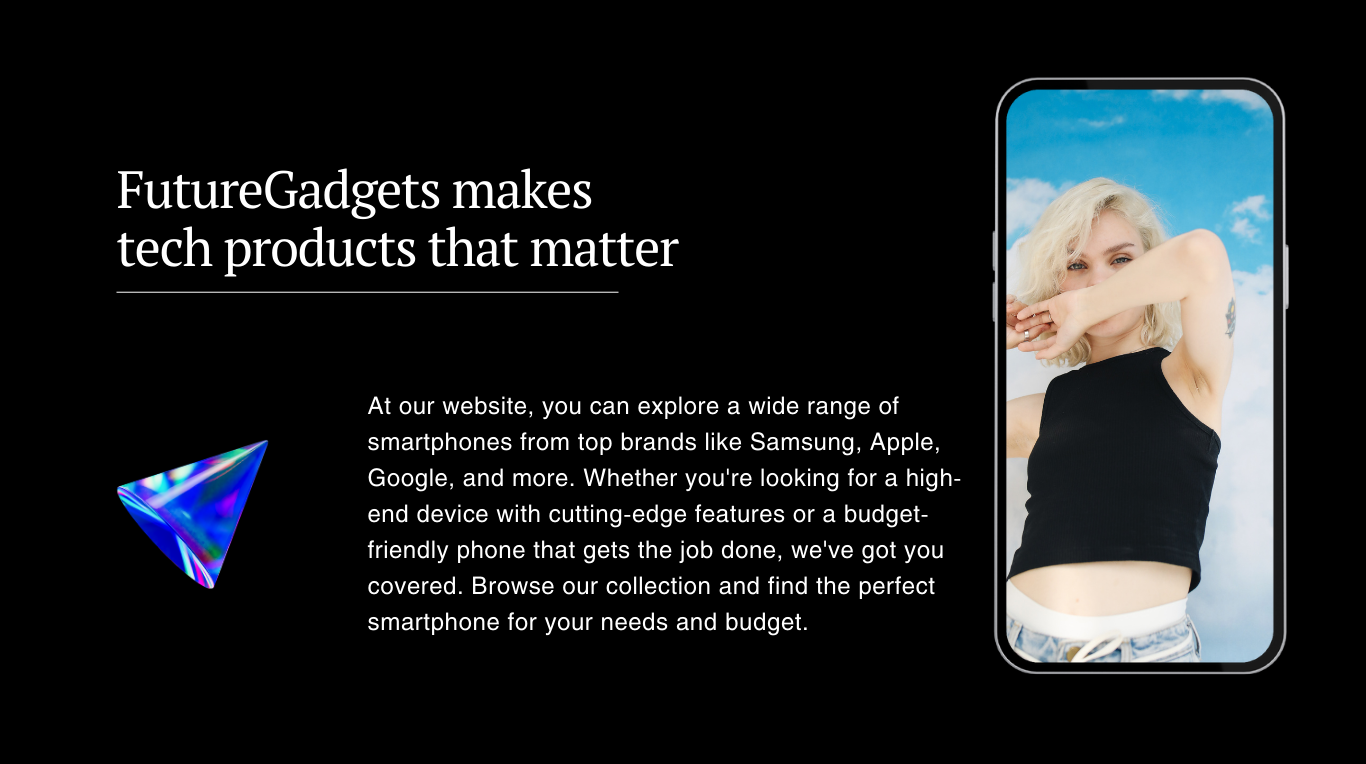 FutureGadgets makes
tech products that matter
At our website, you can explore a wide range of
smartphones from top brands like Samsung, Apple,
Google, and more. Whether you're looking for a high-
end device with cutting-edge features or a budget-
friendly phone that gets the job done, we've got you
covered. Browse our collection and find the perfect
smartphone for your needs and budget.